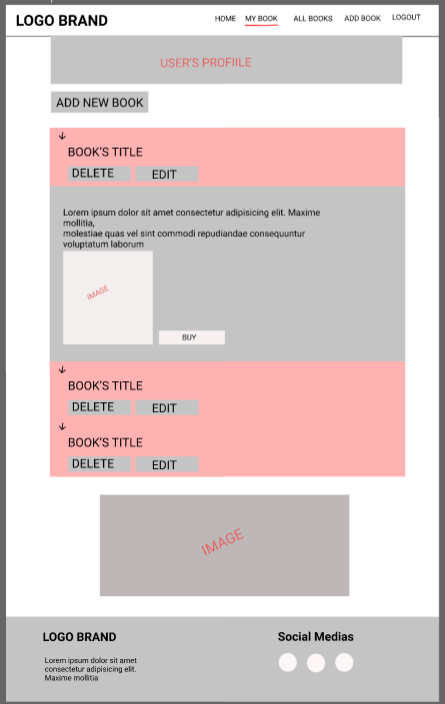 LOGO BRAND
HOME MY BOOK ALL BOOKS ADD BOOK LOGOUT
USER'S PROFIILE
ADD NEW BOOK
BOOK'S TITLE
DELETE EDIT
Lorem ipsum dolor sit amet consectetur adipisicing elit. Maxime
mollitia,
molestiae quas vel sint commodi repudiandae consequuntur
voluptatum laborum
IMAGE
BUY
BOOK'S TITLE
DELETE EDIT
BOOK'S TITLE
DELETE EDIT
IMAGE
LOGO BRAND
Social Medias
Lorem ipsum dolor sit amet
consectetur adipisicing elit.
Maxime mollitia